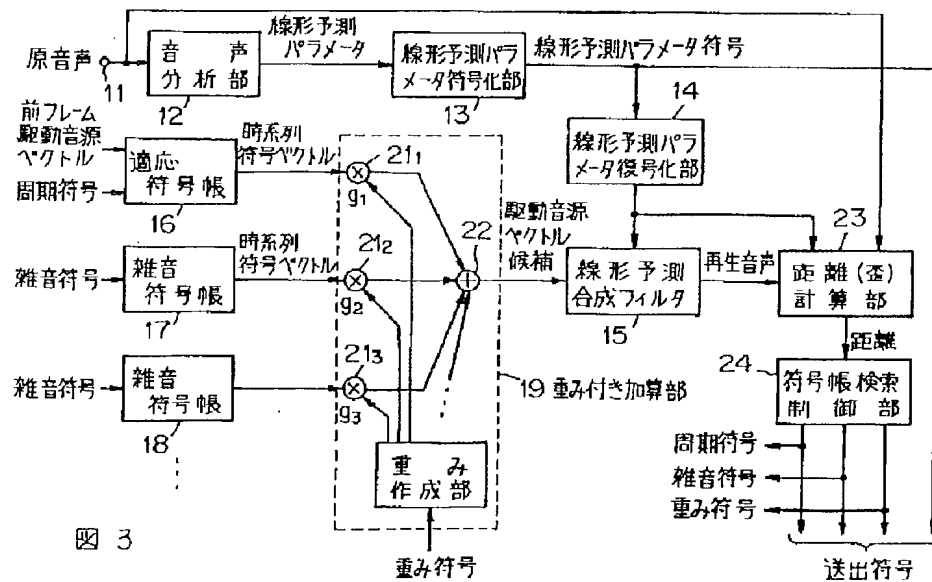 原音声
11
音声
分析部
12
線形予測
パラメータ
線形予測パラ
メータ符号化部
13
線形予測パラメータ符号
14
線形予測パラ
メータ復号化部
前フレーム
駆動音源
ベクトル
周期符号
適応
符号帳
16
時系列
符号ベクトル
21₁
g₁
雑音符号
雑音
符号帳
17
時系列
符号ベクトル
21₂
g₂
雑音符号
雑音
符号帳
18
21₃
g₃
22
駆動音源
ベクトル
候補
線形予測
合成フィルタ
15
再生音声
23
距離(歪)
計算部
距離
24
符号帳検索
制御部
19 重み付き加算部
重み
作成部
重み符号
周期符号
雑音符号
重み符号
送出符号
図 3